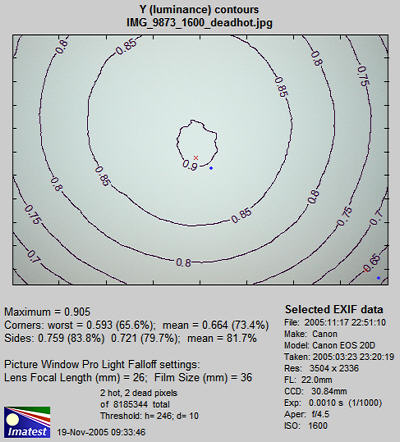 Y (luminance) contours
IMG_9873_1600_deadhot.jpg
0.8
0.85
0.8
0.75
0.85
0.9
0.85
0.85
0.8
0.75
0.7
0.8
0.75
0.7
0.8
0.65
Maximum = 0.905
Corners: worst = 0.593 (65.6%); mean = 0.664 (73.4%)
Sides: 0.759 (83.8%) 0.721 (79.7%) mean = 81.7%
Picture Window Pro Light Falloff settings:
Lens Focal Length (mm) = 26; Film Size (mm) = 36
2 hot, 2 dead pixels
of 8185344 total
Threshold: h= 246; d= 10
Imatest
19-Nov-2005 09:33:46
Selected EXIF data
File: 2005:11:17 22:51:10
Make: Canon
Model: Canon EOS 20D
Taken: 2005:03:23 23:20:19
Res: 3504 x 2336
FL: 22.0mm
CCD: 30.84mm
Exp: 0.0010 s (1/1000)
Aper: f/4.5
ISO: 1600